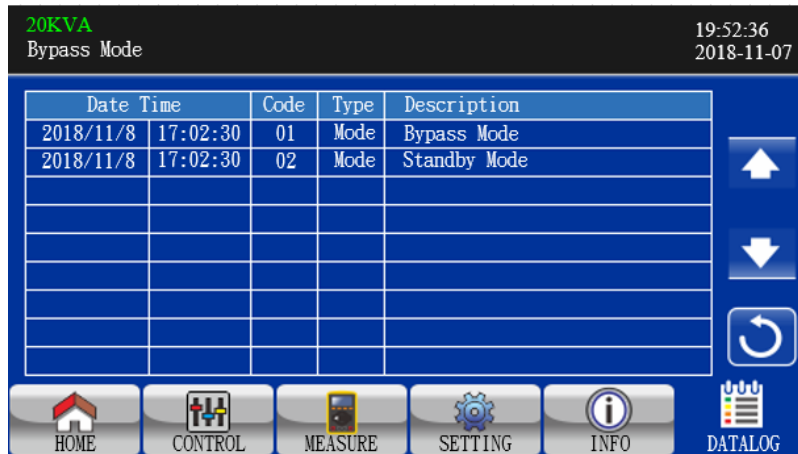 20KVA
Bypass Mode
19:52:36
2018-11-07
Date Time Code Type Description
2018/11/8 17:02:30 01 Mode Bypass Mode
2018/11/8 17:02:30 02 Mode Standby Mode
HOME CONTROL MEASURE SETTING INFO DATALOG